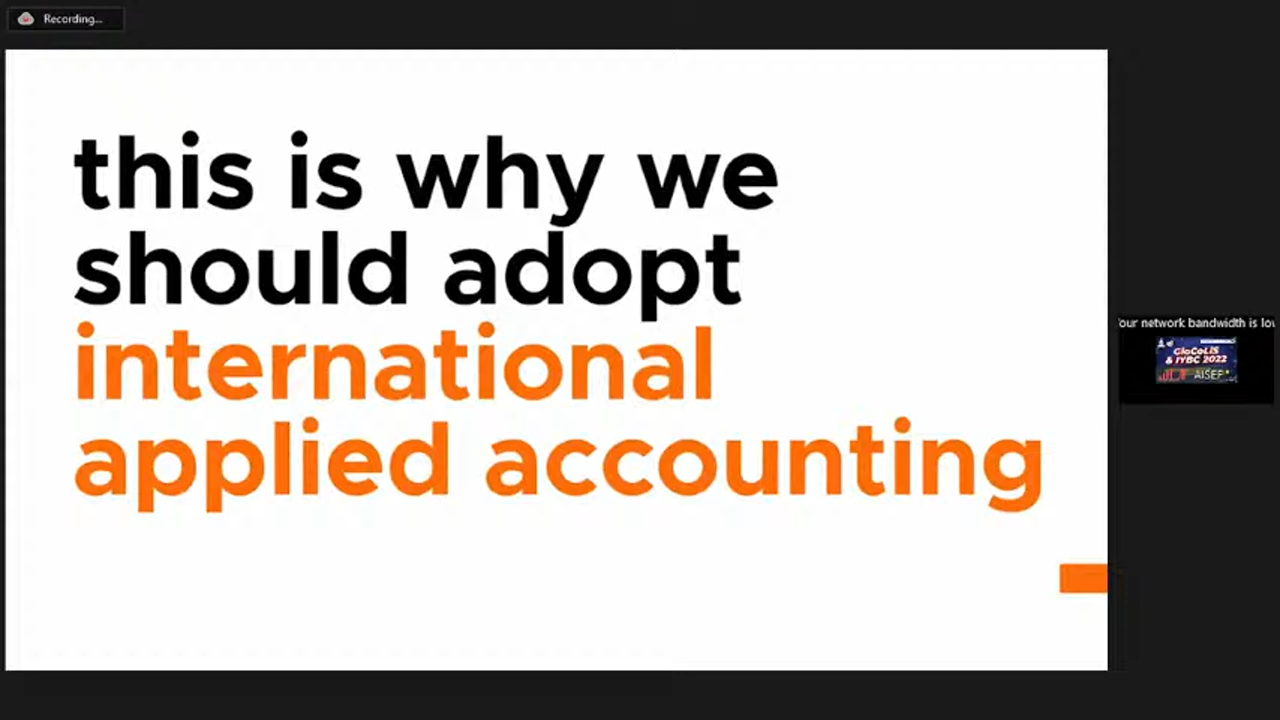 Recording...
this is why we
should adopt
international
applied accounting
our network bandwidth is lo
GloCoLIS
& IYBC 2022
AISEP